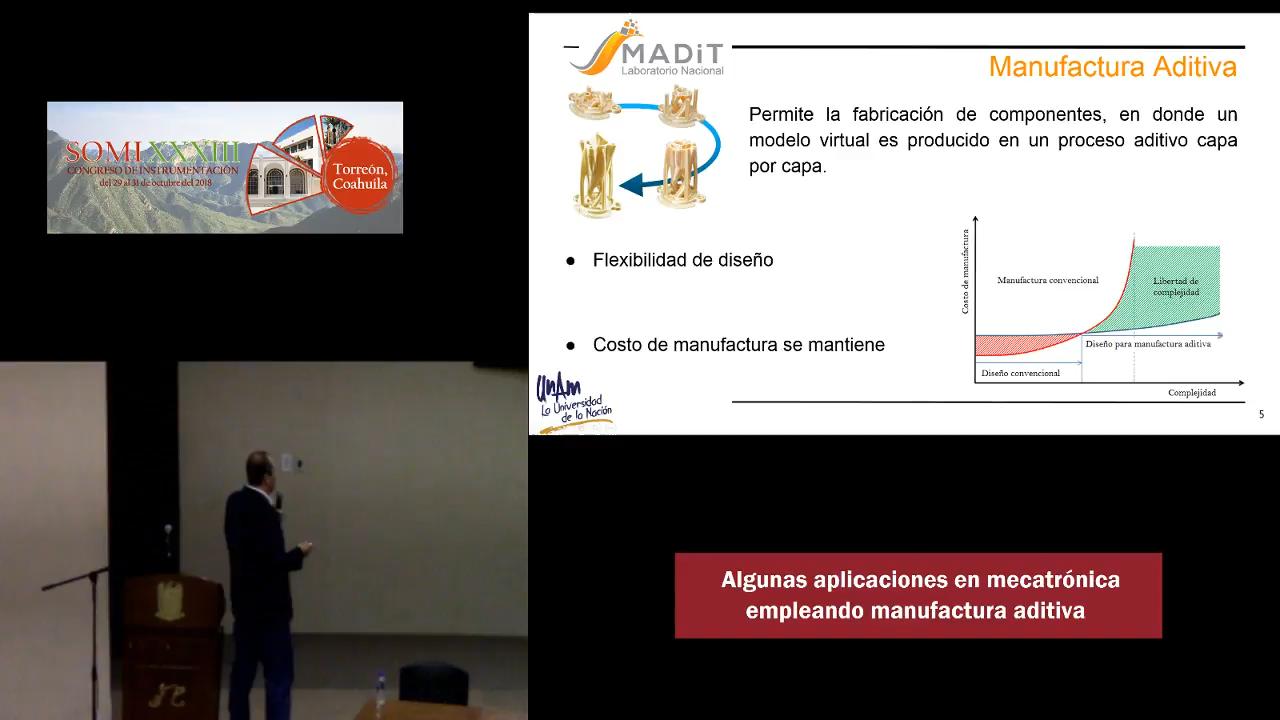 SOMI XXXIII
CONGRESO DE INSTRUMENTACIÓN
del 29 al 31 de octubre del 2018
Torreón,
Coahuila
MADiT
Laboratorio Nacional
Manufactura Aditiva
Permite la fabricación de componentes, en donde un
modelo virtual es producido en un proceso aditivo capa
por capa.
● Flexibilidad de diseño
● Costo de manufactura se mantiene
Costo de manufactura
Manufactura convencional
Libertad de
complejidad
Diseño para manufactura aditiva
Diseño convencional
Complejidad
UnAm
La Universidad
de la Nación
5
Algunas aplicaciones en mecatrónica
empleando manufactura aditiva